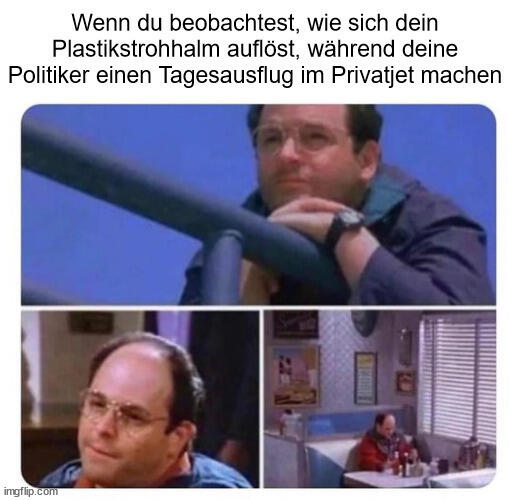 Wenn du beobachtest, wie sich dein
Plastikstrohhalm auflöst, während deine
Politiker einen Tagesausflug im Privatjet machen
imgflip.com